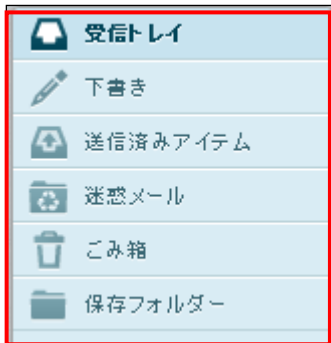 受信トレイ
下書き
送信済みアイテム
迷惑メール
ごみ箱
保存フォルダー